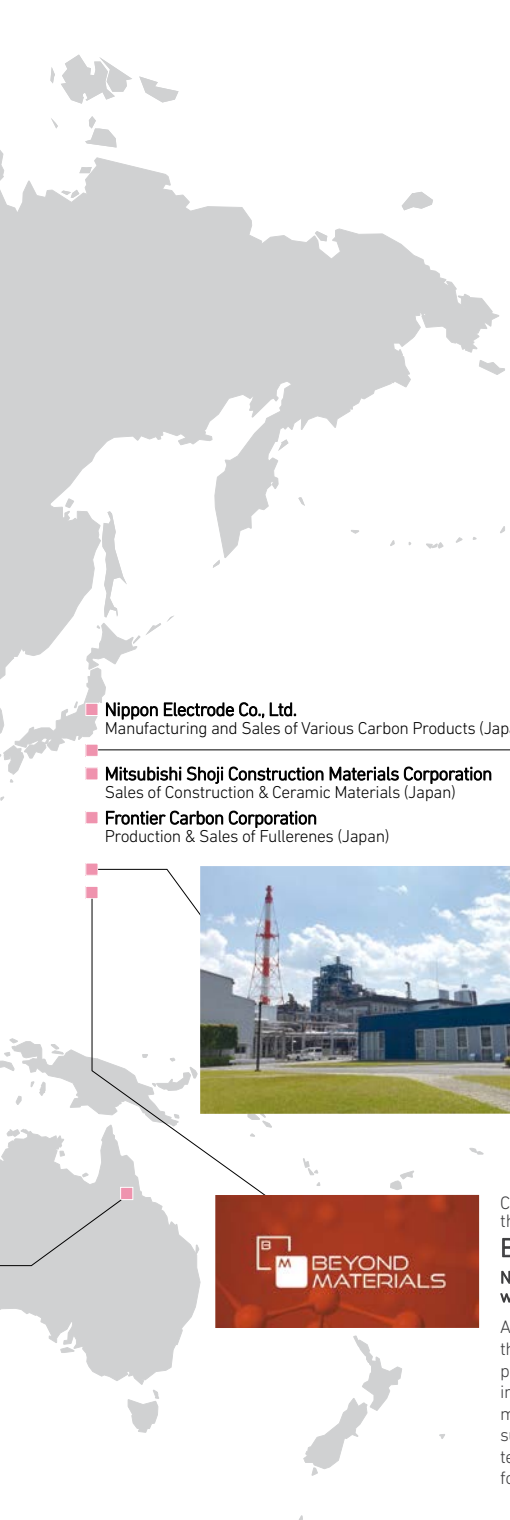 Nippon Electrode Co., Ltd.
Manufacturing and Sales of Various Carbon Products
Mitsubishi Shoji Construction Materials Corporation
Sales of Construction & Ceramic Materials (Japan)
Frontier Carbon Corporation
Production & Sales of Fullerenes (Japan)
B
M
BEYOND
MATERIALS